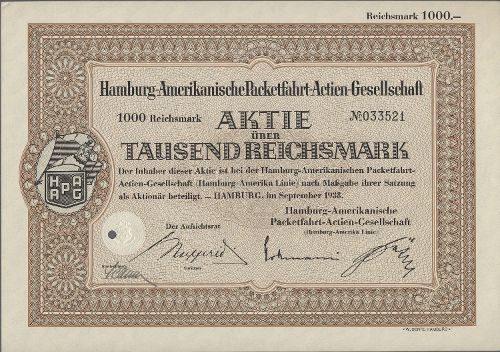 Reichsmark 1000.—
Hamburg-Amerikanische Packetfahrt-Actien-Gesellschaft
1000 Reichsmark AKTIE № 033521
ÜBER
TAUSEND REICHSMARK
Der Inhaber dieser Aktie ist bei der Hamburg-Amerikanischen Packetfahrt-
Actien-Gesellschaft (Hamburg-Amerika Linie) nach Maßgabe ihrer Satzung
als Aktionär beteiligt. — HAMBURG, im September 1938.
Hamburg-Amerikanische
Packetfahrt-Actien-Gesellschaft
(Hamburg-Amerika Linie)
Der Aufsichtsrat
H A
P A
A G